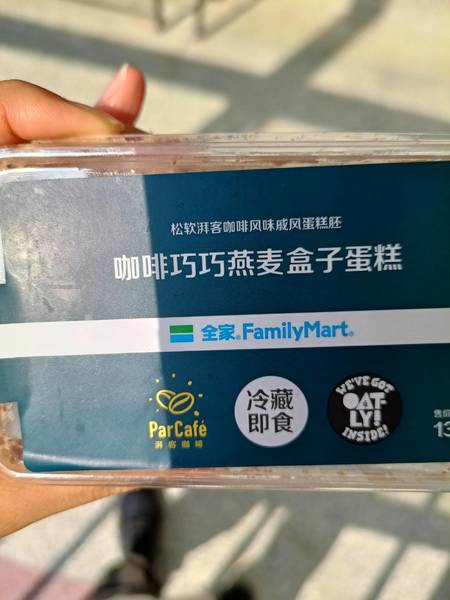 松软湃客咖啡风味戚风蛋糕胚
咖啡巧巧燕麦盒子蛋糕
全家®FamilyMart®
ParCafé
湃客咖啡
冷藏
即食
WE'VE GOT
OAT-
LY!
INSIDE!
售价
13